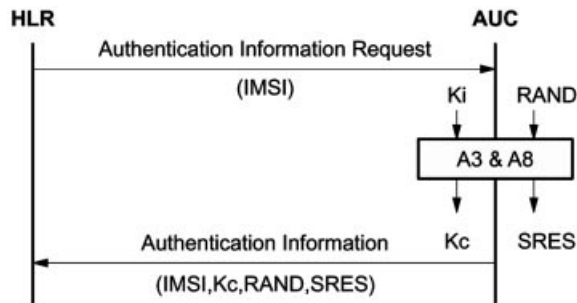 HLR
AUC
Authentication Information Request
(IMSI)
Ki
RAND
A3 & A8
Kc
SRES
Authentication Information
(IMSI,Kc,RAND,SRES)